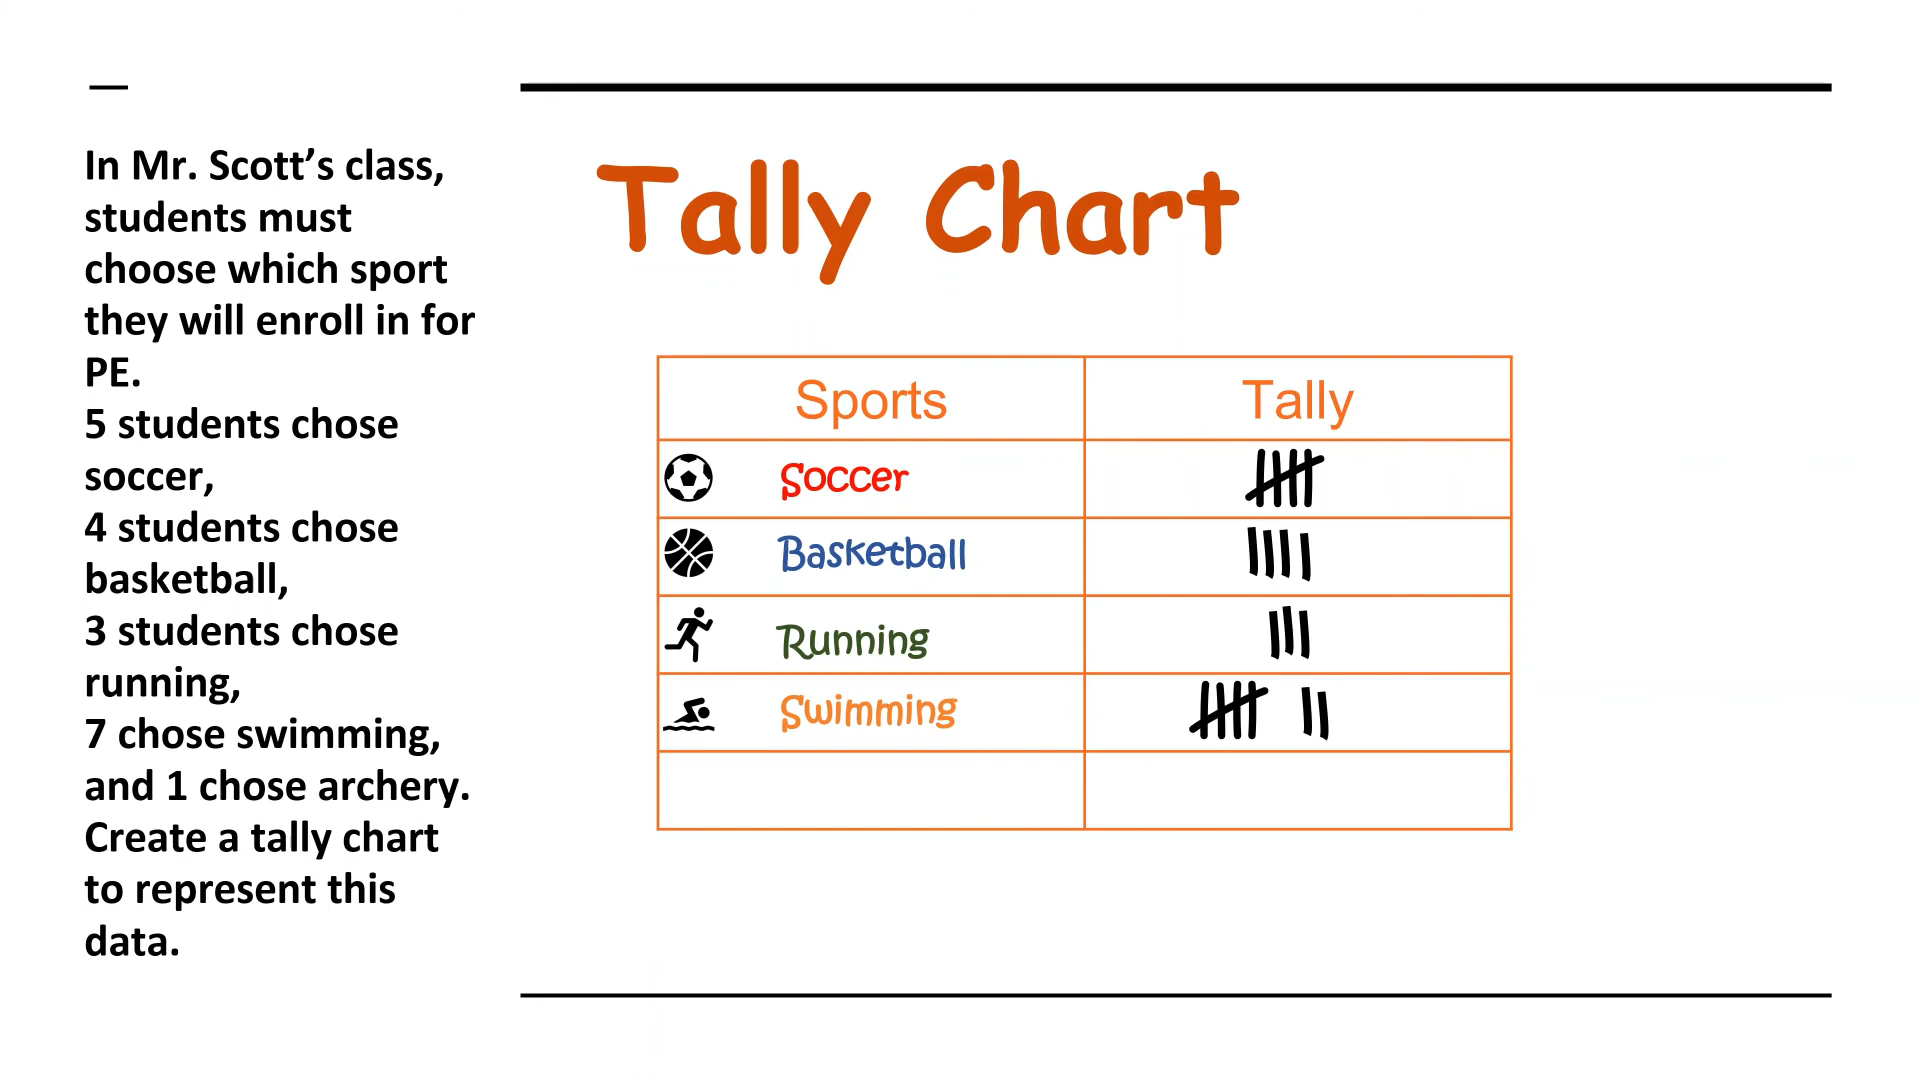 In Mr. Scott’s class,
students must
choose which sport
they will enroll in for
PE.
5 students chose
soccer,
4 students chose
basketball,
3 students chose
running,
7 chose swimming,
and 1 chose archery.
Create a tally chart
to represent this
data.
Tally Chart
Sports Tally
Soccer
Basketball
Running
Swimming